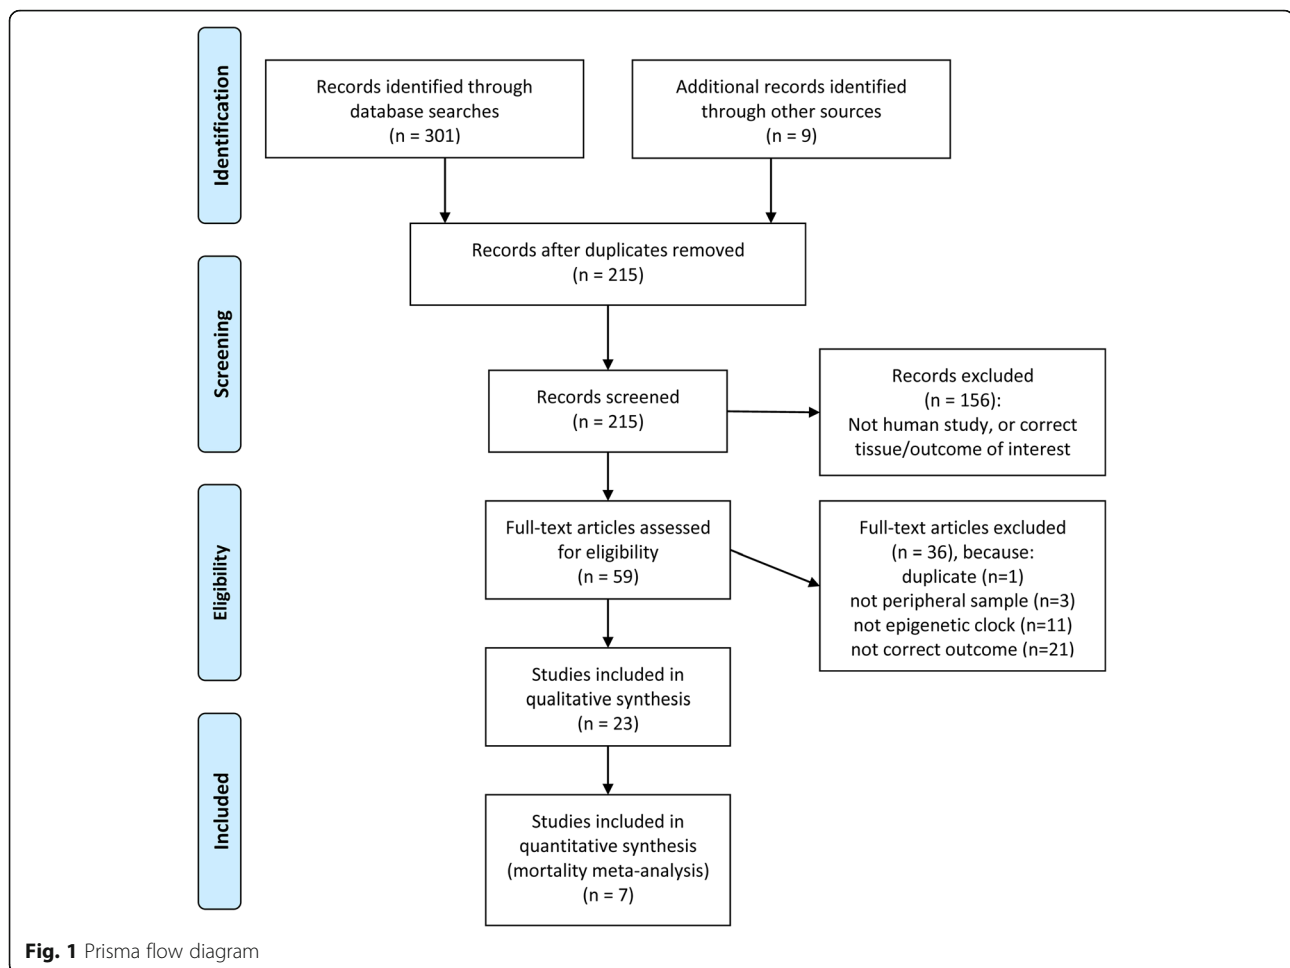 Identification
Records identified through
database searches
(n = 301)
Additional records identified
through other sources
(n = 9)
Records after duplicates removed
(n = 215)
Screening
Records screened
(n = 215)
Records excluded
(n = 156):
Not human study, or correct
tissue/outcome of interest
Eligibility
Full-text articles assessed
for eligibility
(n = 59)
Full-text articles excluded
(n = 36), because:
duplicate (n=1)
not peripheral sample (n=3)
not epigenetic clock (n=11)
not correct outcome (n=21)
Studies included in
qualitative synthesis
(n = 23)
Included
Studies included in
quantitative synthesis
(mortality meta-analysis)
(n = 7)
Fig. 1 Prisma flow diagram